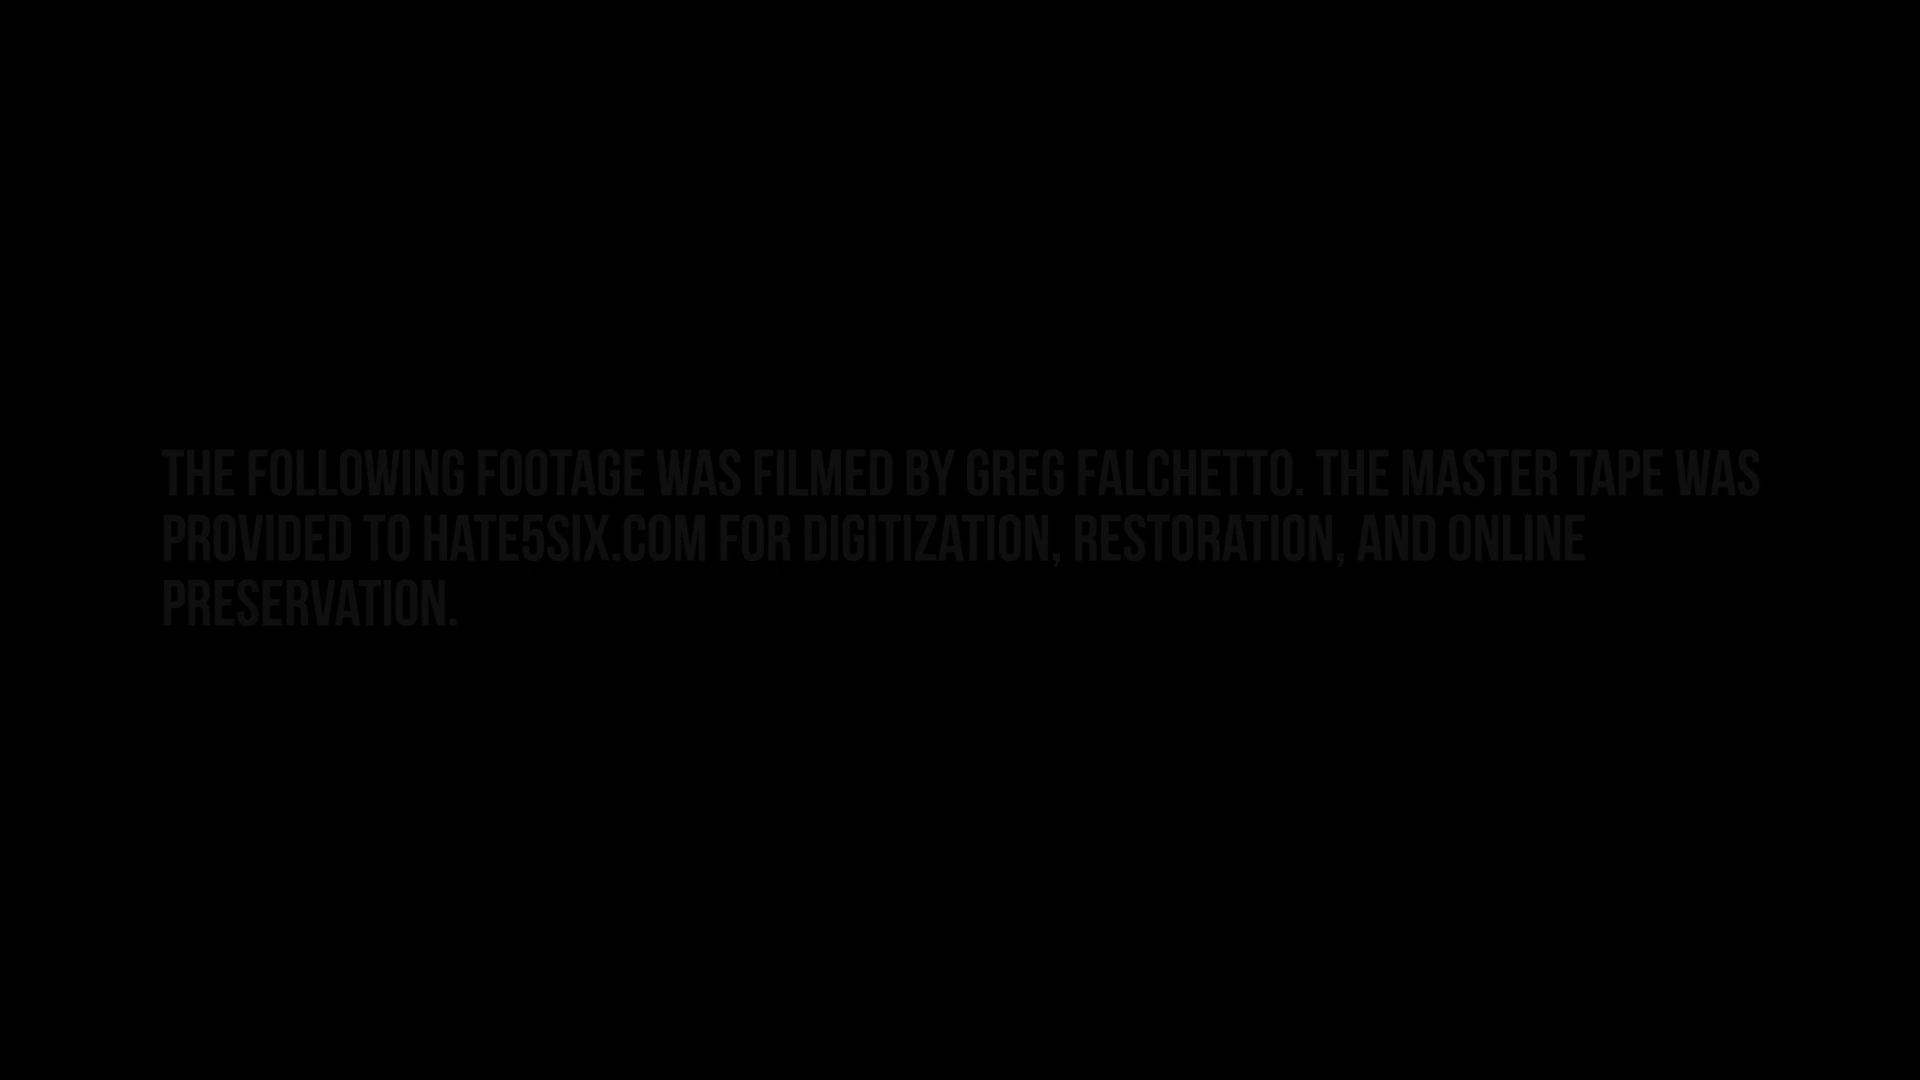 THE FOLLOWING FOOTAGE WAS FILMED BY GREG FALCHETTO. THE MASTER TAPE WAS
PROVIDED TO HATE5SIX.COM FOR DIGITIZATION, RESTORATION, AND ONLINE
PRESERVATION.